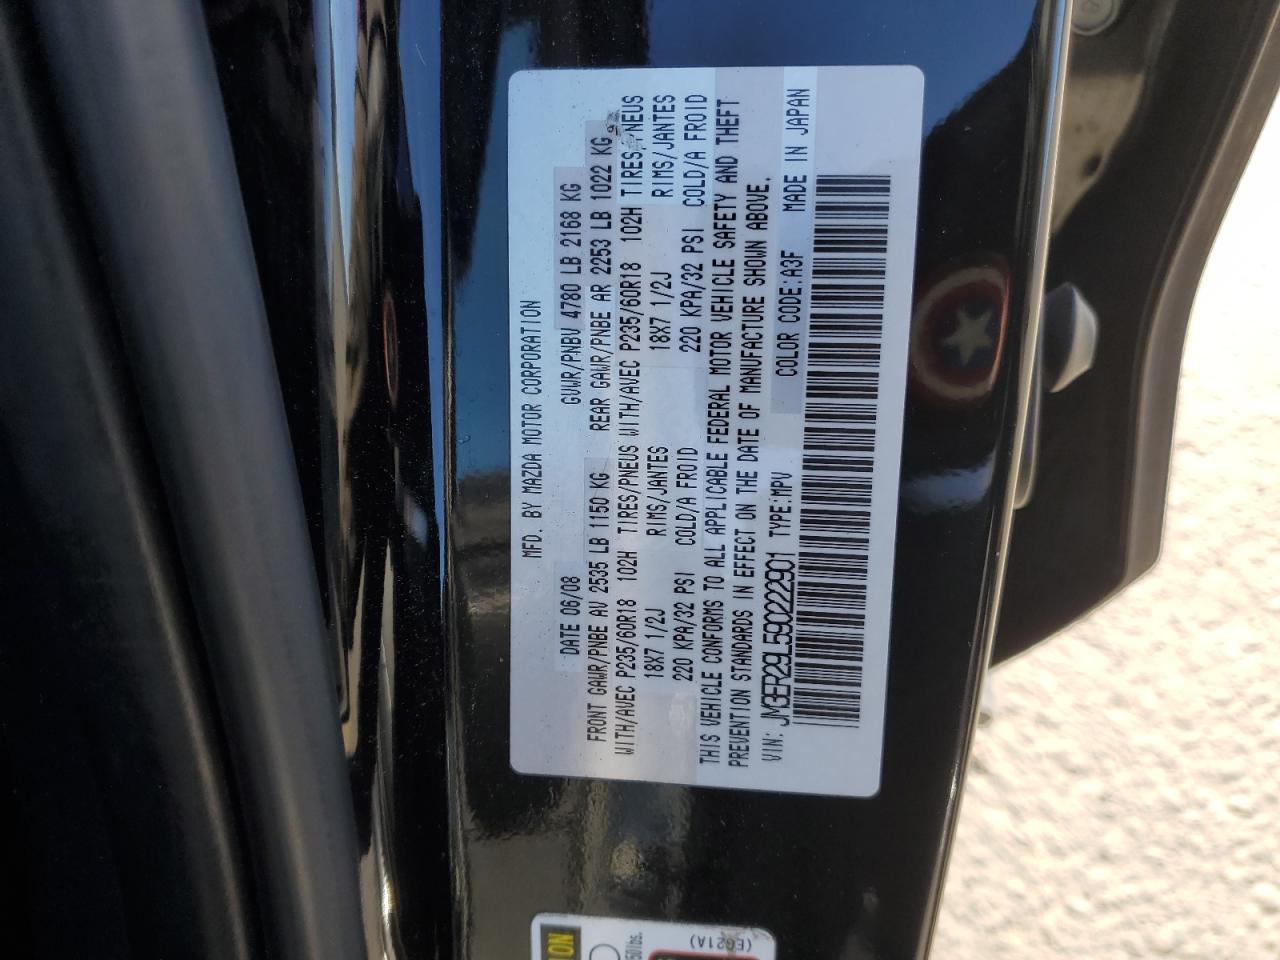 MFD. BY MAZDA MOTOR CORPORATION
DATE 06/08 GVWR/PNBV 4780 LB 2168 KG
FRONT GAWR/PNBE AV 2535 LB 1150 KG REAR GAWR/PNBE AR 2253 LB 1022 KG
WITH/AVEC P235/60R18 102H TIRES/PNEUS WITH/AVEC P235/60R18 102H TIRES/PNEUS
18X7 1/2J RIMS/JANTES 18X7 1/2J RIMS/JANTES
220 KPA/32 PSI COLD/A FROID 220 KPA/32 PSI COLD/A FROID
THIS VEHICLE CONFORMS TO ALL APPLICABLE FEDERAL MOTOR VEHICLE SAFETY AND THEFT
PREVENTION STANDARDS IN EFFECT ON THE DATE OF MANUFACTURE SHOWN ABOVE.
VIN: JM3ER29L590222901 TYPE:MPV COLOR CODE:A3F MADE IN JAPAN
(EG21A)